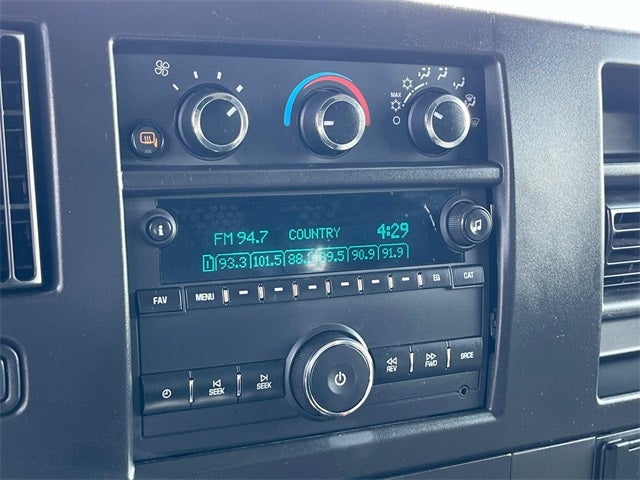 MAX
FM 94.7 COUNTRY 4:29
1 93.3 101.5 88.1 89.5 90.9 91.9
FAV MENU EQ CAT
SEEK SEEK REV FWD SRCE